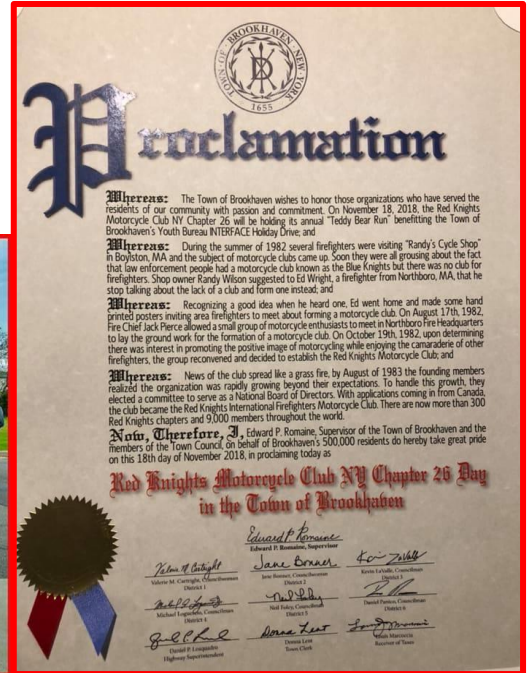 TOWN · OF · BROOKHAVEN · NEW · YORK
1655
Proclamation
Whereas: The Town of Brookhaven wishes to honor those organizations who have served the
residents of our community with passion and commitment. On November 18, 2018, the Red Knights
Motorcycle Club NY Chapter 26 will be holding its annual "Teddy Bear Run" benefitting the Town of
Brookhaven's Youth Bureau INTERFACE Holiday Drive; and
Whereas: During the summer of 1982 several firefighters were visiting "Randy's Cycle Shop"
in Boylston, MA and the subject of motorcycle clubs came up. Soon they were all grousing about the fact
that law enforcement people had a motorcycle club known as the Blue Knights but there was no club for
firefighters. Shop owner Randy Wilson suggested to Ed Wright, a firefighter from Northboro, MA, that he
stop talking about the lack of a club and form one instead; and
Whereas: Recognizing a good idea when he heard one, Ed went home and made some hand
printed posters inviting area firefighters to meet about forming a motorcycle club. On August 17th, 1982,
Fire Chief Jack Pierce allowed a small group of motorcycle enthusiasts to meet in Northboro Fire Headquarters
to lay the ground work for the formation of a motorcycle club. On October 19th, 1982, upon determining
there was interest in promoting the positive image of motorcycling while enjoying the camaraderie of other
firefighters, the group reconvened and decided to establish the Red Knights Motorcycle Club; and
Whereas: News of the club spread like a grass fire, by August of 1983 the founding members
realized the organization was rapidly growing beyond their expectations. To handle this growth, they
elected a committee to serve as a National Board of Directors. With applications coming in from Canada,
the club became the Red Knights International Firefighters Motorcycle Club. There are now more than 300
Red Knights chapters and 9,000 members throughout the world.
Now, Therefore, I, Edward P. Romaine, Supervisor of the Town of Brookhaven and the
members of the Town Council, on behalf of Brookhaven's 500,000 residents do hereby take great pride
on this 18th day of November 2018, in proclaiming today as
Red Knights Motorcycle Club NY Chapter 26 Day
in the Town of Brookhaven
Edward P. Romaine
Edward P. Romaine, Supervisor
Valerie M. Cartright Jane Bonner Kevin LaValle
Valerie M. Cartright, Councilwoman Jane Bonner, Councilwoman Kevin LaValle, Councilman
District 1 District 2 District 3
Neil Foley
Michael Loguercio, Councilman Neil Foley, Councilman Daniel Panico, Councilman
District 4 District 5 District 6
Donna Lent
Daniel P. Losquadro Donna Lent Louis Marcoccia
Highway Superintendent Town Clerk Receiver of Taxes